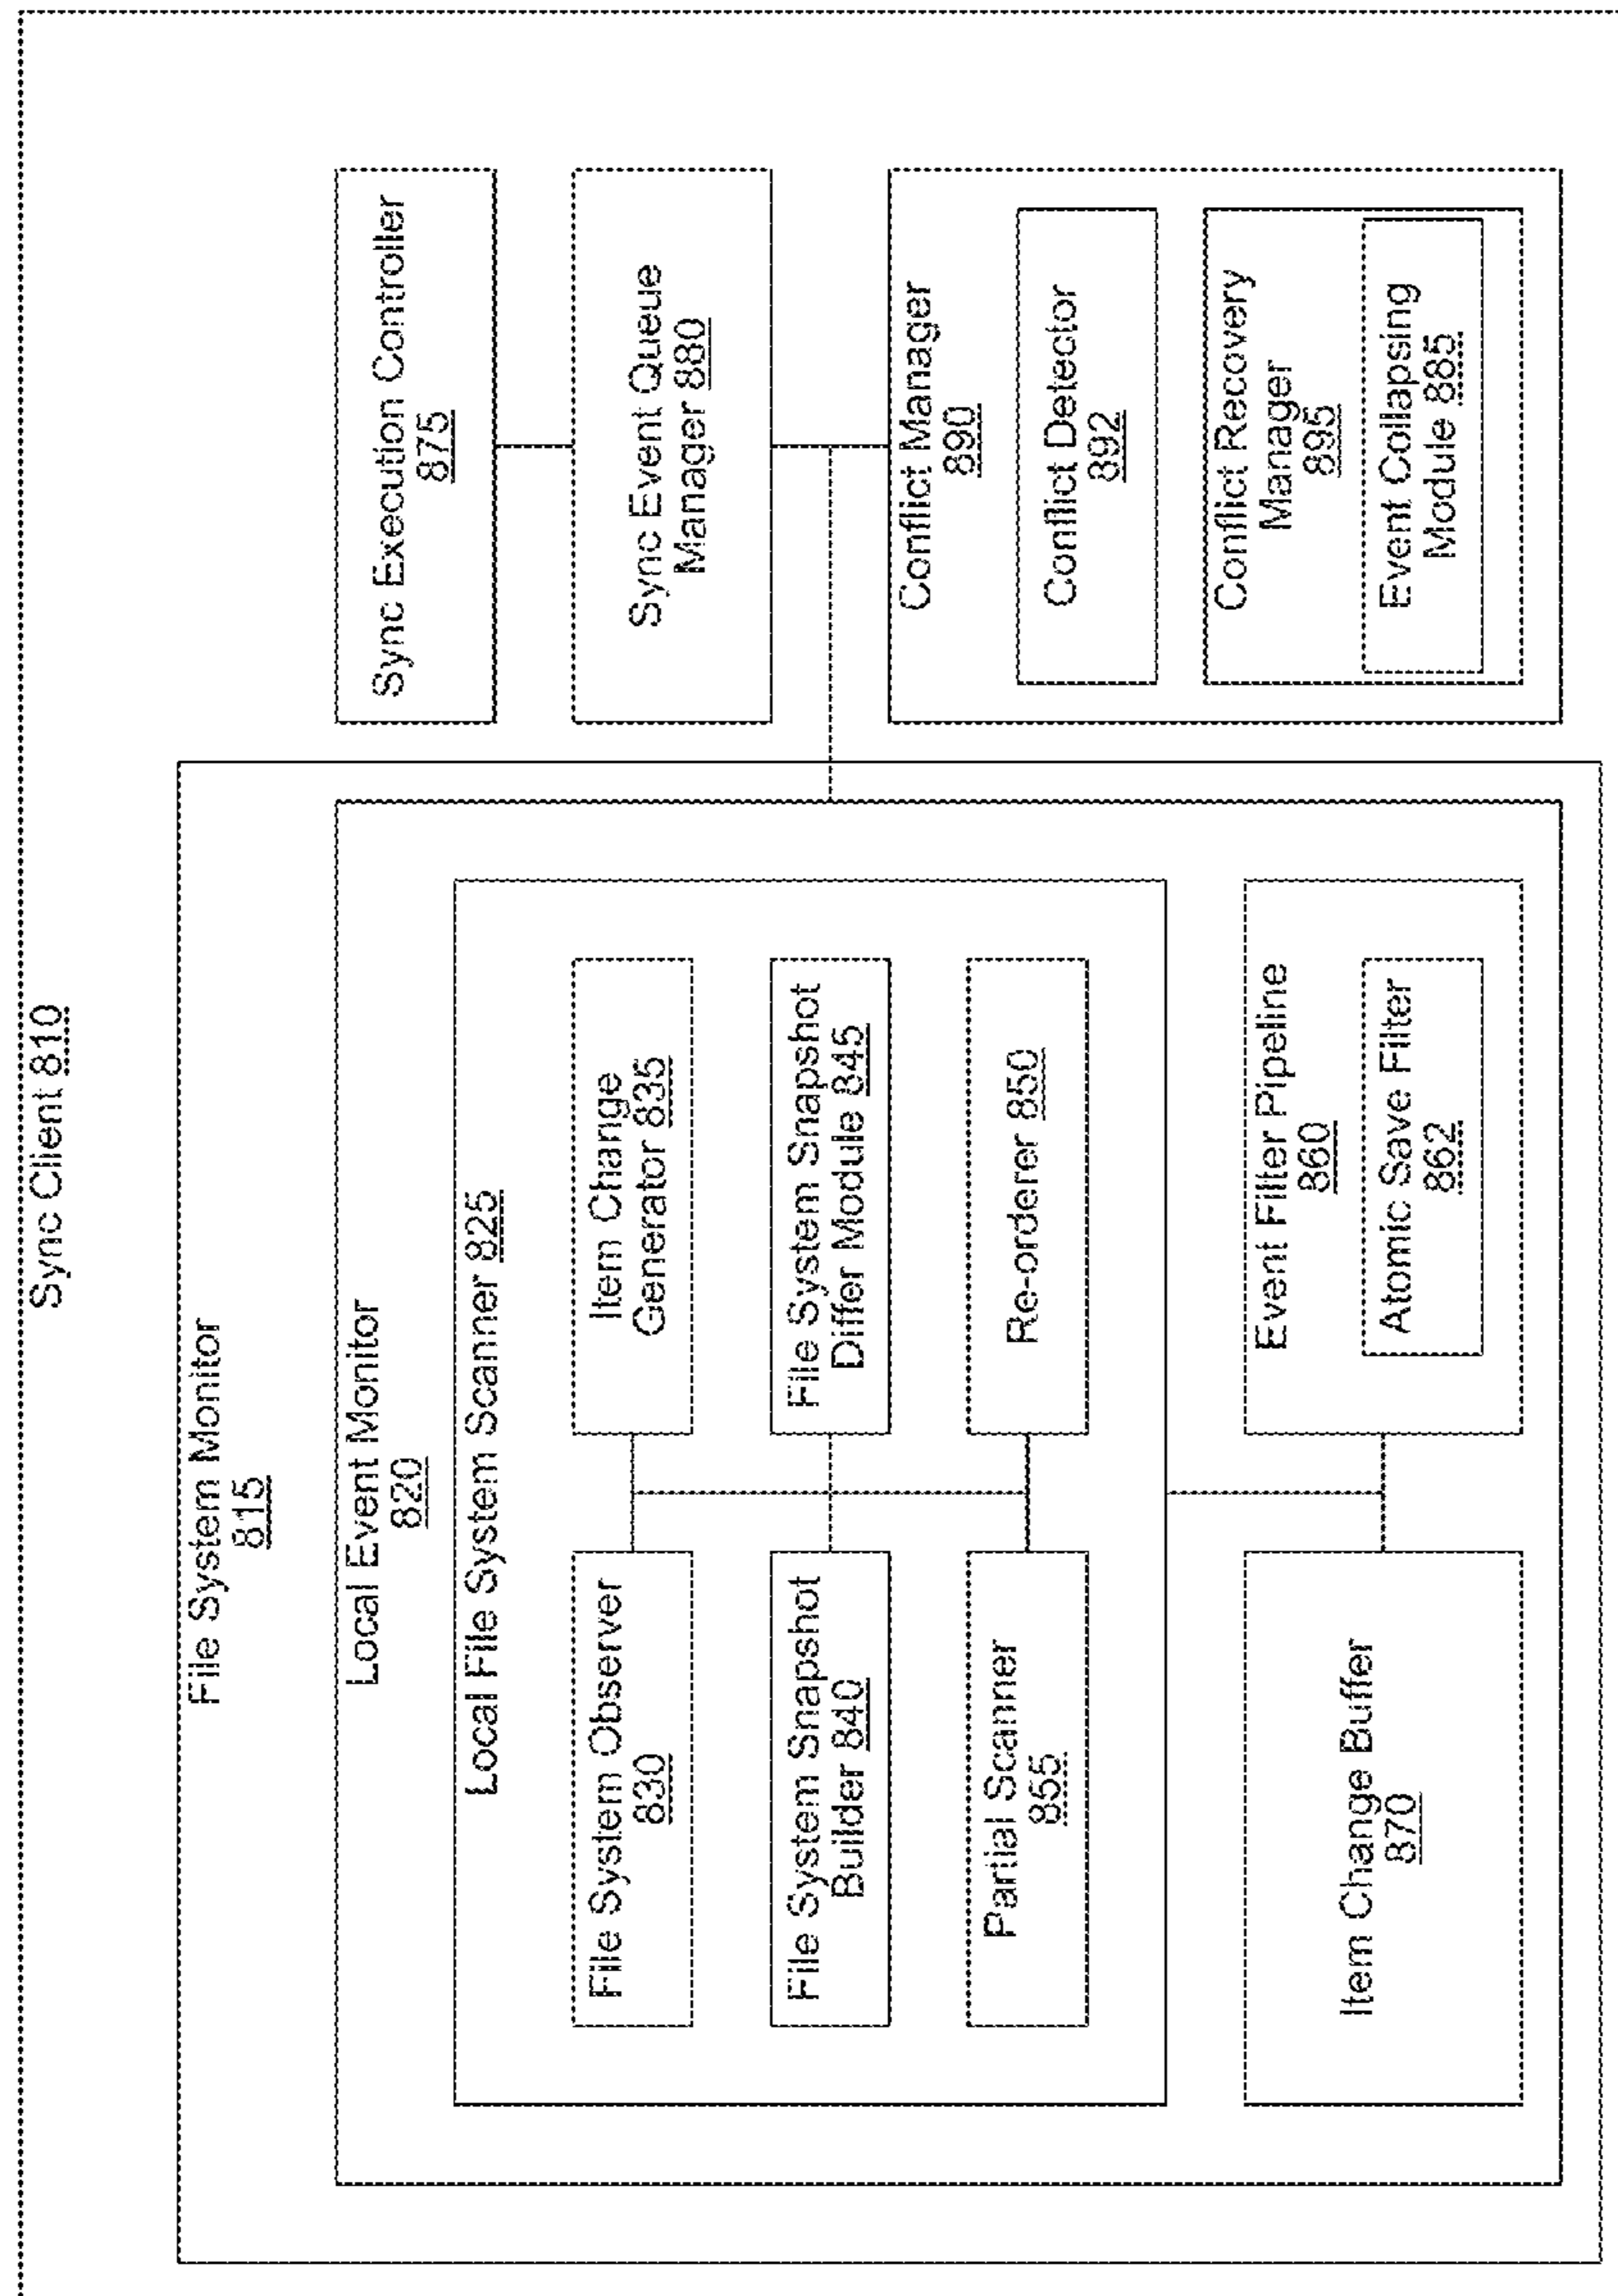 Sync Client 810
File System Monitor
815
Local Event Monitor
820
Local File System Scanner 825
File System Observer
830
Item Change
Generator 835
File System Snapshot
Builder 840
File System Snapshot
Differ Module 845
Partial Scanner
855
Re-orderer 850
Item Change Buffer
870
Event Filter Pipeline
860
Atomic Save Filter
862
Sync Execution Controller
875
Sync Event Queue
Manager 880
Conflict Manager
890
Conflict Detector
892
Conflict Recovery
Manager
895
Event Collapsing
Module 885